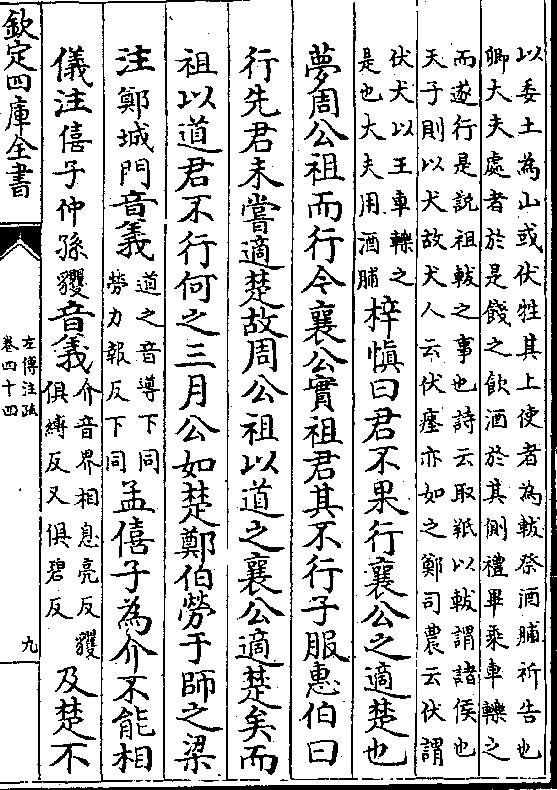 以委土為山或伏牲其上使者為軷祭酒脯祈告也
卿大夫處者於是餞之飲酒於其側禮畢乘車轢之
而遂行是説祖軷之事也詩云取羝以軷謂諸侯也
天子則以犬故犬人云伏瘞亦如之鄭司農云伏謂
伏犬以王車轢之
是也大夫用酒脯
梓慎曰君不果行襄公之適楚也
夢周公祖而行今襄公實祖君其不行子服惠伯曰
行先君未嘗適楚故周公祖以道之襄公適楚矣而
祖以道君不行何之三月公如楚鄭伯勞于師之梁
注鄭城門音義
道之音導下同
勞力報反下同
孟僖子為介不能相
儀注僖子仲孫貜音義
介音界相息亮反貜
俱縛反又俱碧反
及楚不
欽定四庫全書
左傳注疏
卷四十四
九